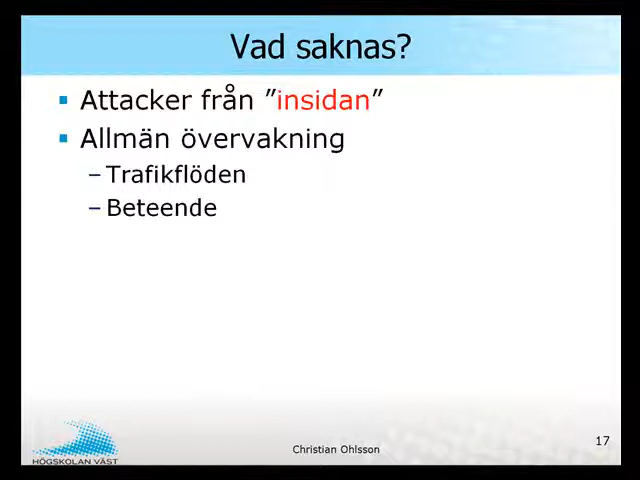 Vad saknas?
▪ Attacker från ”insidan”
▪ Allmän övervakning
– Trafikflöden
– Beteende
HÖGSKOLAN VÄST
Christian Ohlsson
17